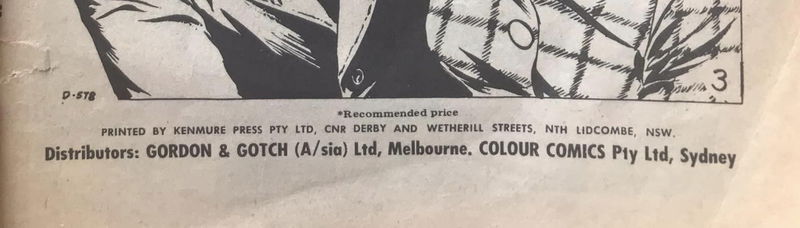 D-578
3
*Recommended price
PRINTED BY KENMURE PRESS PTY LTD, CNR DERBY AND WETHERILL STREETS, NTH LIDCOMBE, NSW.
Distributors: GORDON & GOTCH (A/sia) Ltd, Melbourne. COLOUR COMICS Pty Ltd, Sydney